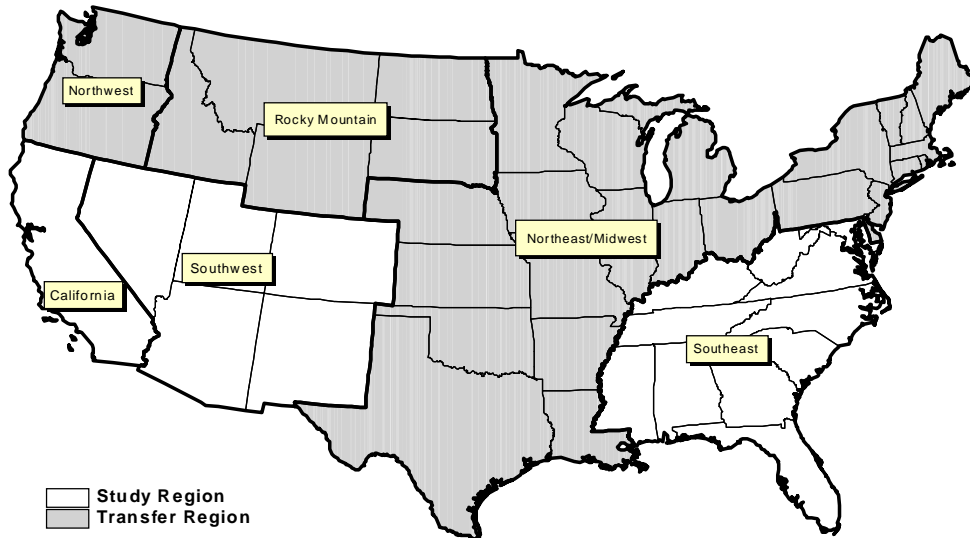 Northwest
Rocky Mountain
Northeast/Midwest
Southwest
California
Southeast
Study Region
Transfer Region